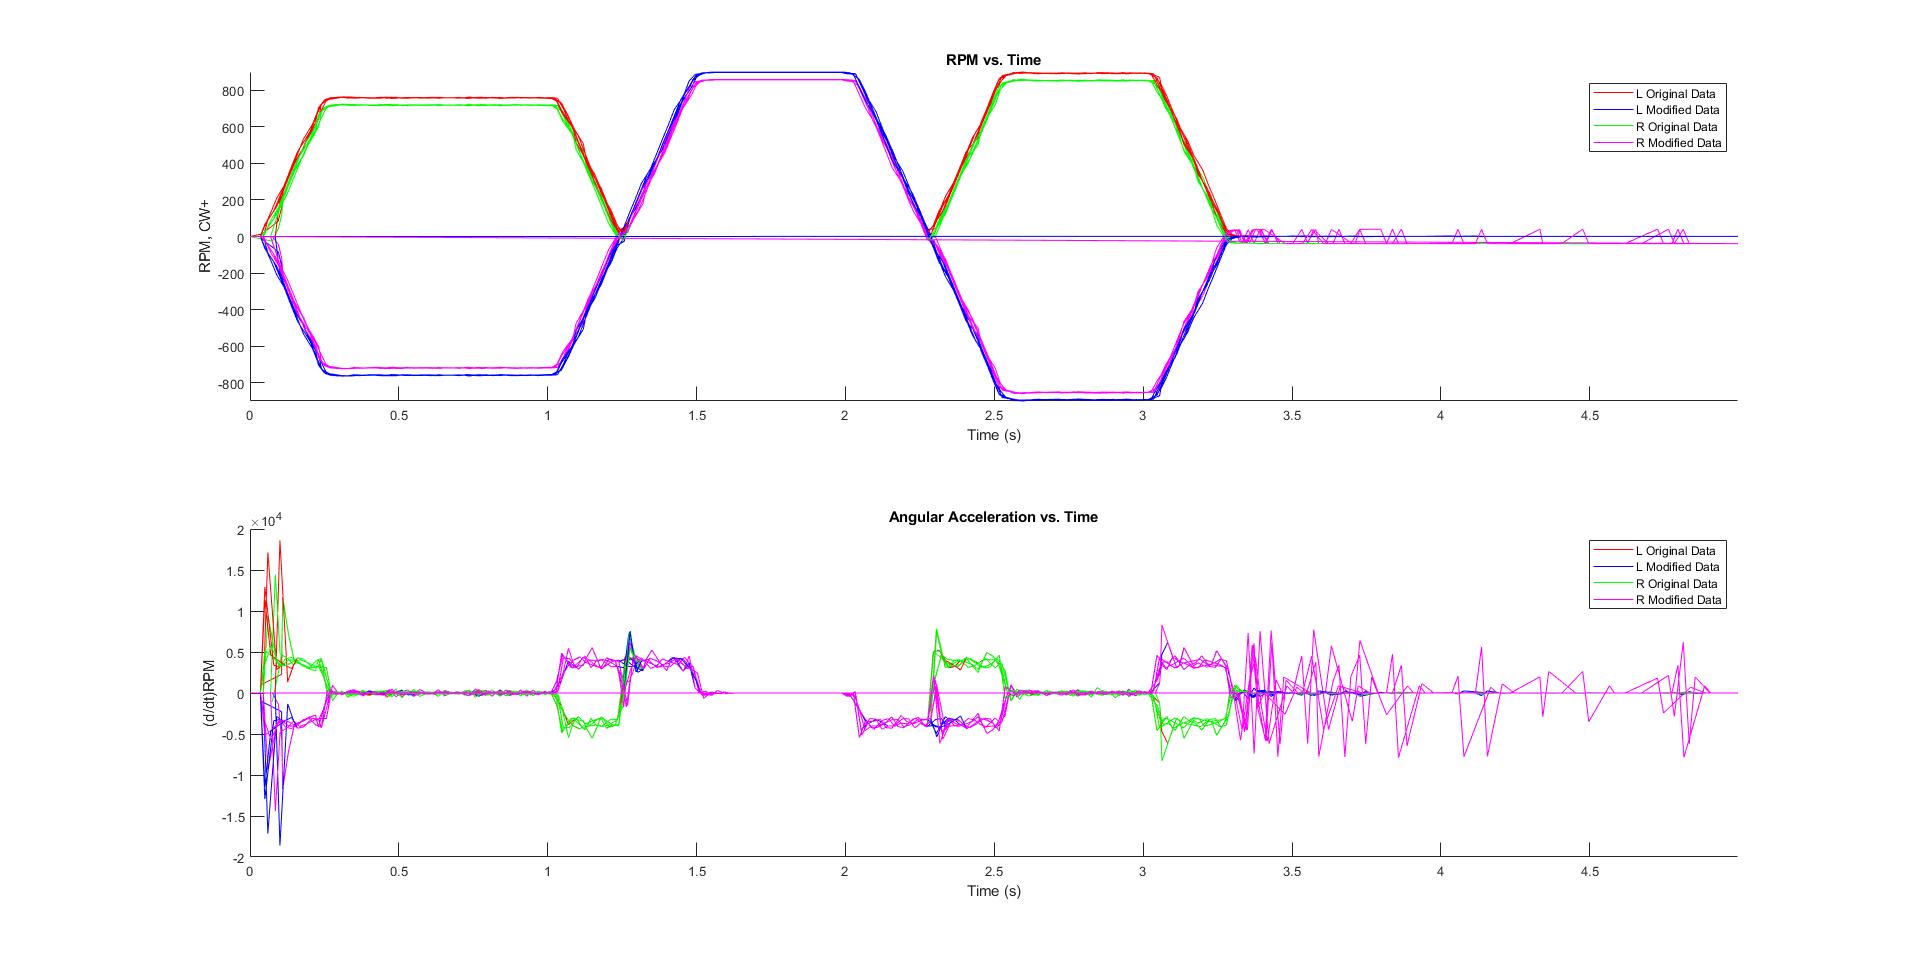 RPM vs. Time
RPM, CW+
800
600
400
200
0
-200
-400
-600
-800
0 0.5 1 1.5 2 2.5 3 3.5 4 4.5
Time (s)
L Original Data
L Modified Data
R Original Data
R Modified Data
Angular Acceleration vs. Time
×10⁴
(d/dt)RPM
2
1.5
1
0.5
0
-0.5
-1
-1.5
-2
0 0.5 1 1.5 2 2.5 3 3.5 4 4.5
Time (s)
L Original Data
L Modified Data
R Original Data
R Modified Data